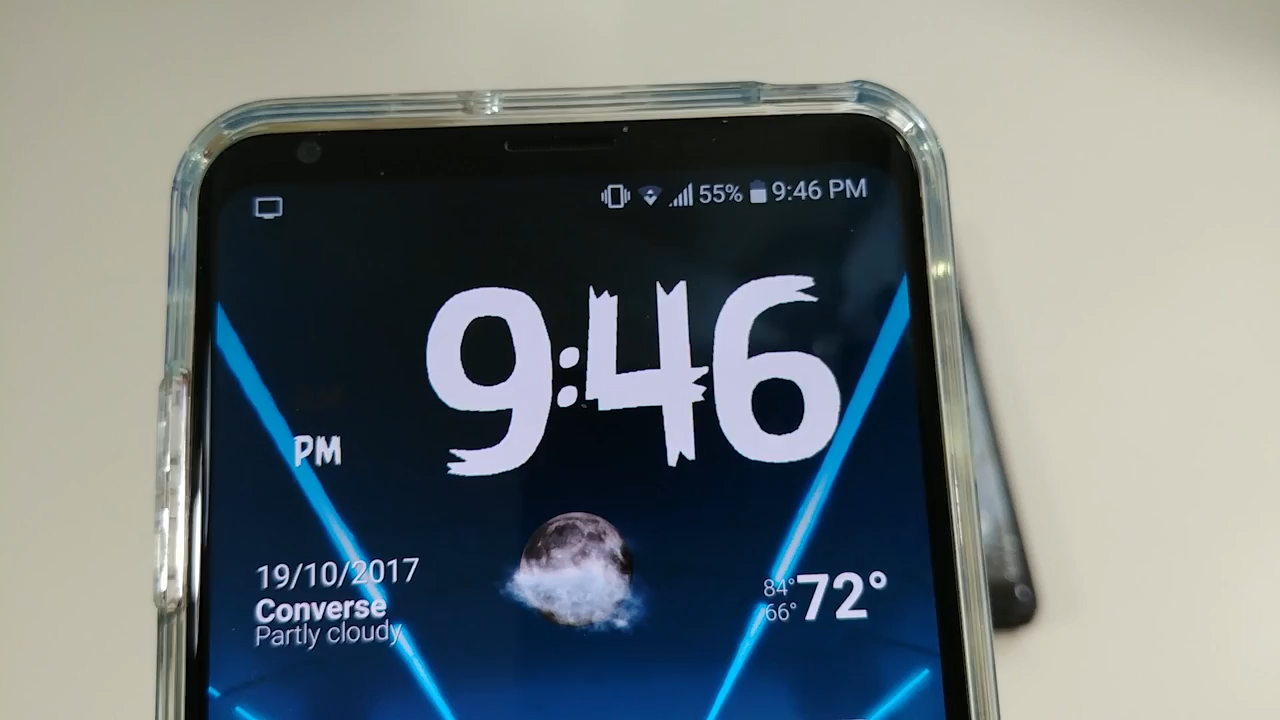 55% 9:46 PM
9:46
PM
19/10/2017
Converse
Partly cloudy
84°
66°
72°